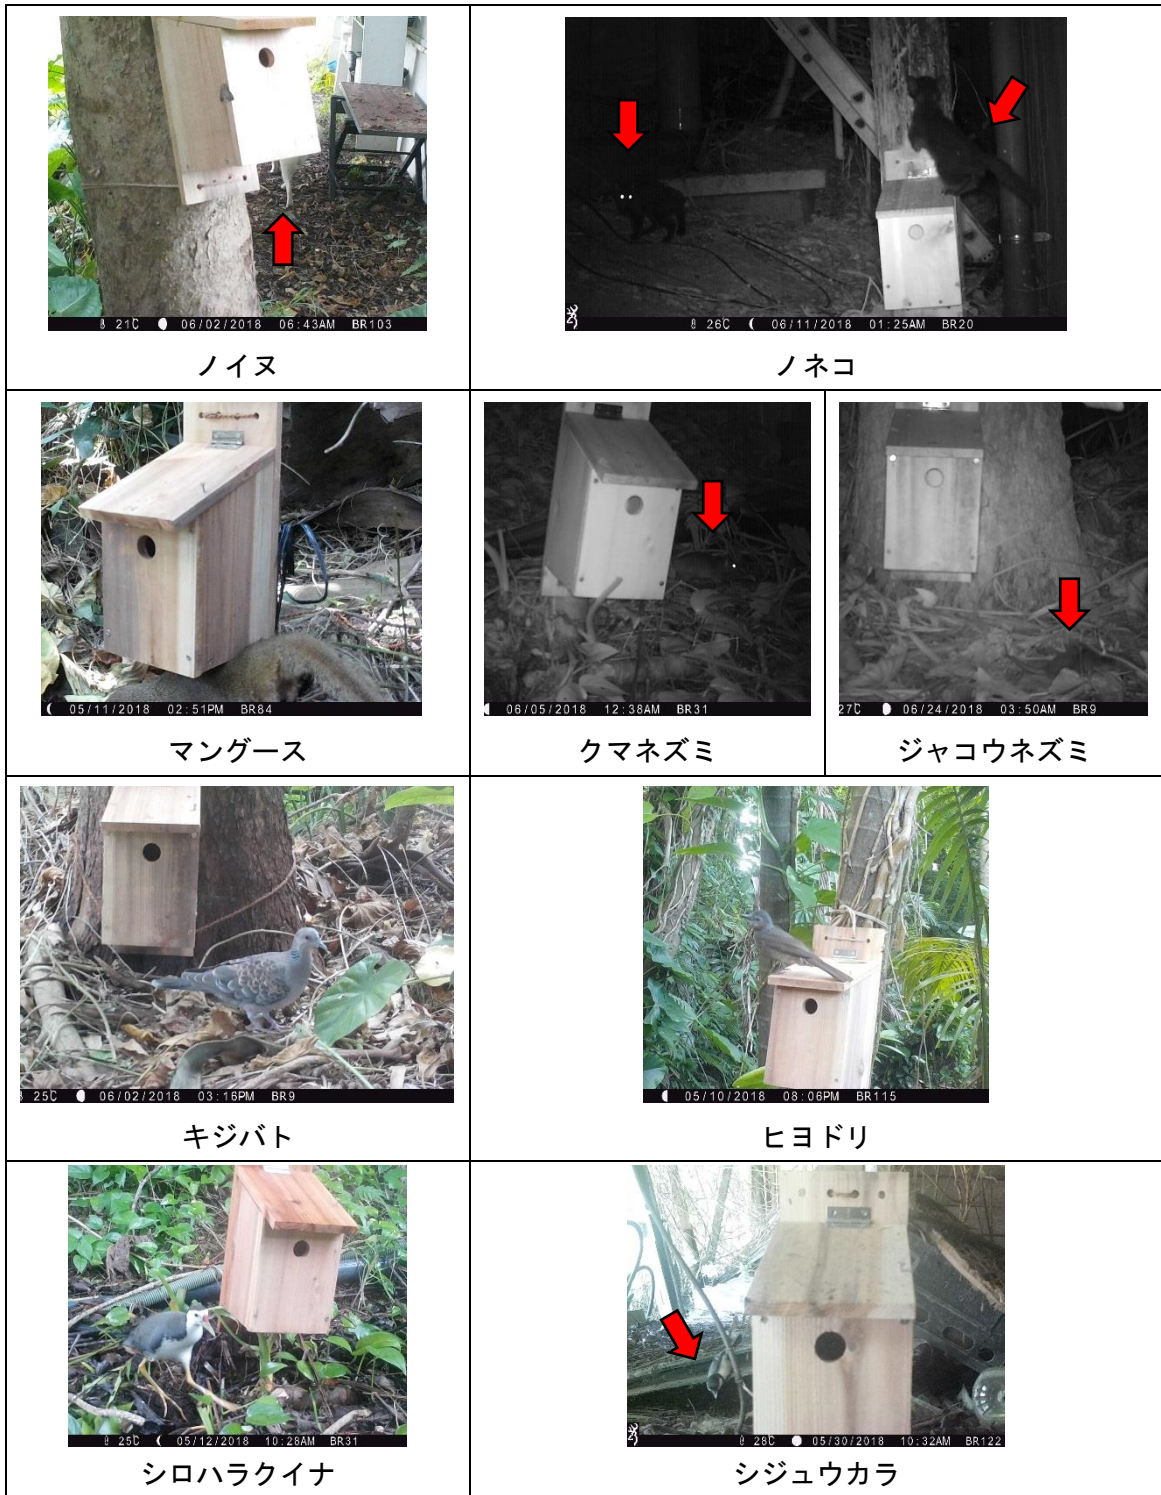 21℃ 06/02/2018 06:43AM BR103
26℃ 06/11/2018 01:25AM BR20
ノイヌ
ノネコ
05/11/2018 02:51PM BR84
06/05/2018 12:38AM BR31
27℃ 06/24/2018 03:50AM BR9
マングース
クマネズミ
ジャコウネズミ
25℃ 06/02/2018 03:16PM BR9
05/10/2018 08:06PM BR115
キジバト
ヒヨドリ
25℃ 05/12/2018 10:28AM BR31
28℃ 05/30/2018 10:32AM BR122
シロハラクイナ
シジュウカラ